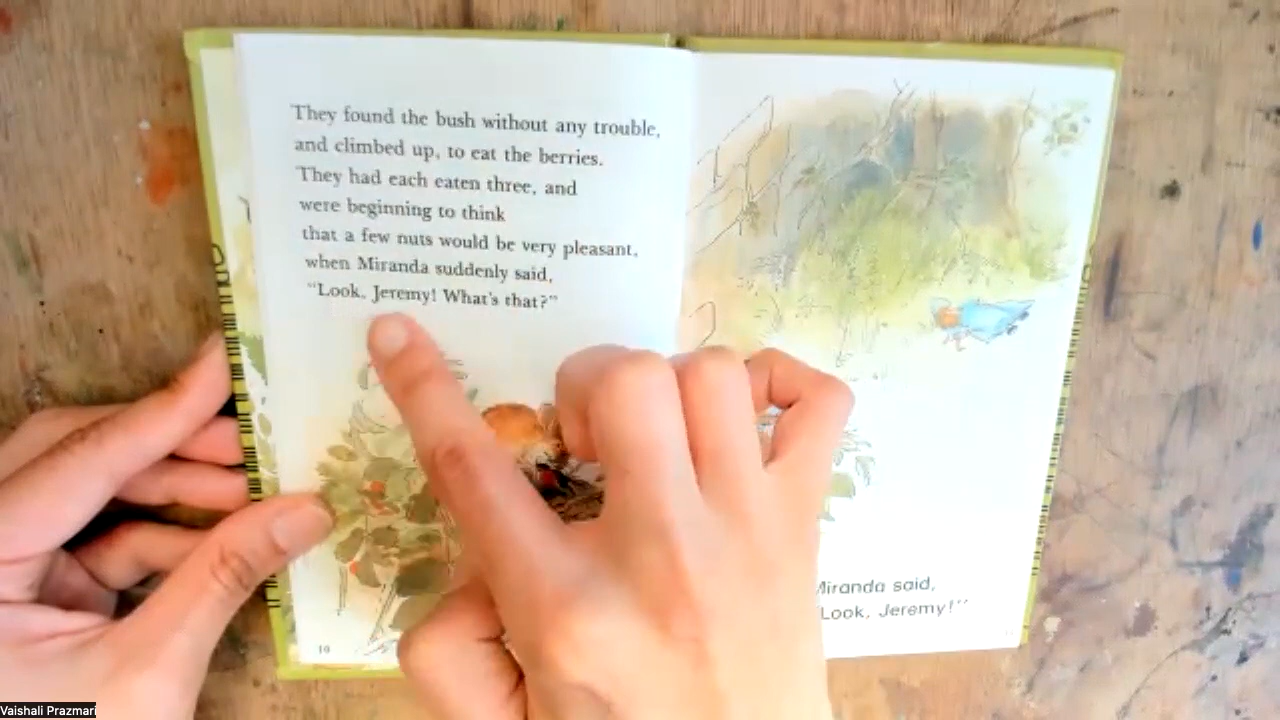 They found the bush without any trouble,
and climbed up, to eat the berries.
They had each eaten three, and
were beginning to think
that a few nuts would be very pleasant,
when Miranda suddenly said,
“Look, Jeremy! What's that?”
10
Miranda said,
“Look, Jeremy!”
Vaishali Prazmari